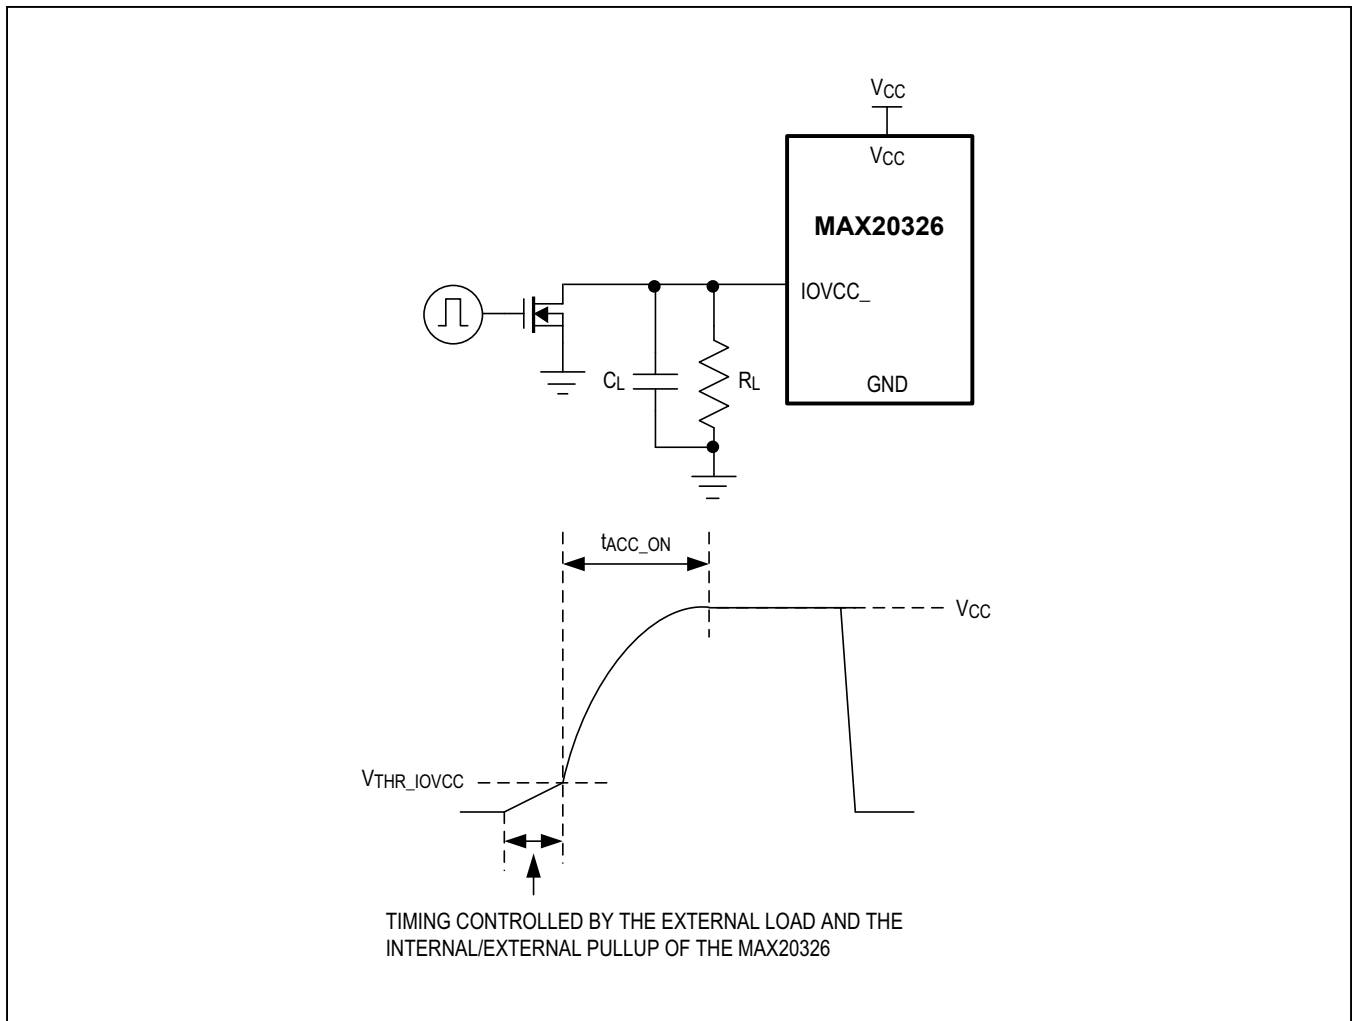 VCC
VCC
MAX20326
IOVCC_
CL
RL
GND
tACC_ON
VCC
VTHR_IOVCC
TIMING CONTROLLED BY THE EXTERNAL LOAD AND THE
INTERNAL/EXTERNAL PULLUP OF THE MAX20326